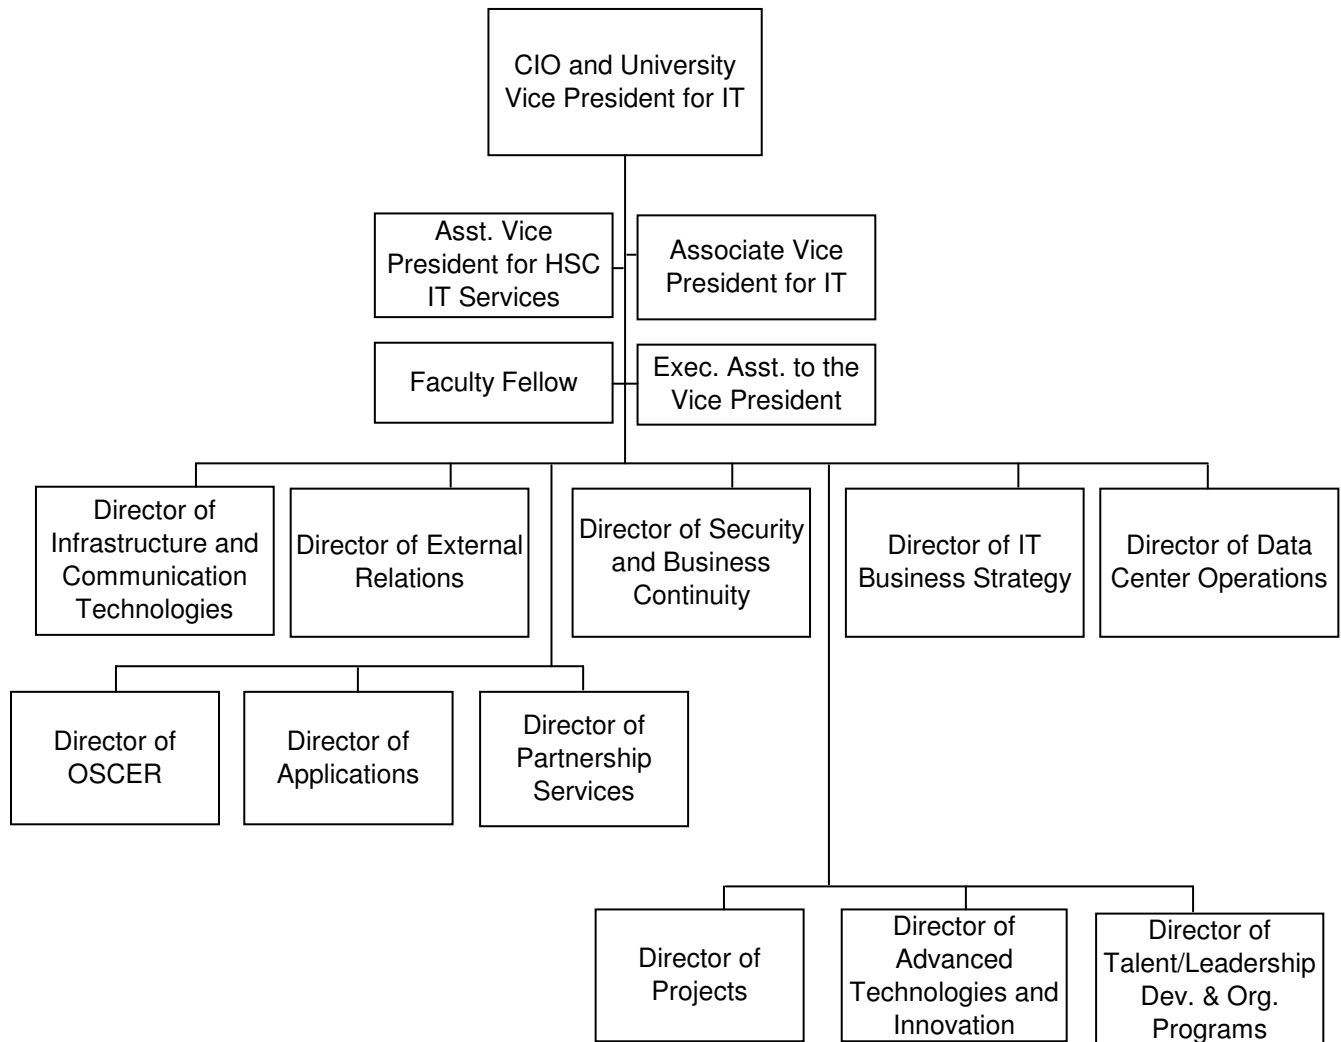 CIO and University
Vice President for IT
Asst. Vice
President for HSC
IT Services
Associate Vice
President for IT
Faculty Fellow
Exec. Asst. to the
Vice President
Director of
Infrastructure and
Communication
Technologies
Director of External
Relations
Director of Security
and Business
Continuity
Director of IT
Business Strategy
Director of Data
Center Operations
Director of
OSCER
Director of
Applications
Director of
Partnership
Services
Director of
Projects
Director of
Advanced
Technologies and
Innovation
Director of
Talent/Leadership
Dev. & Org.
Programs